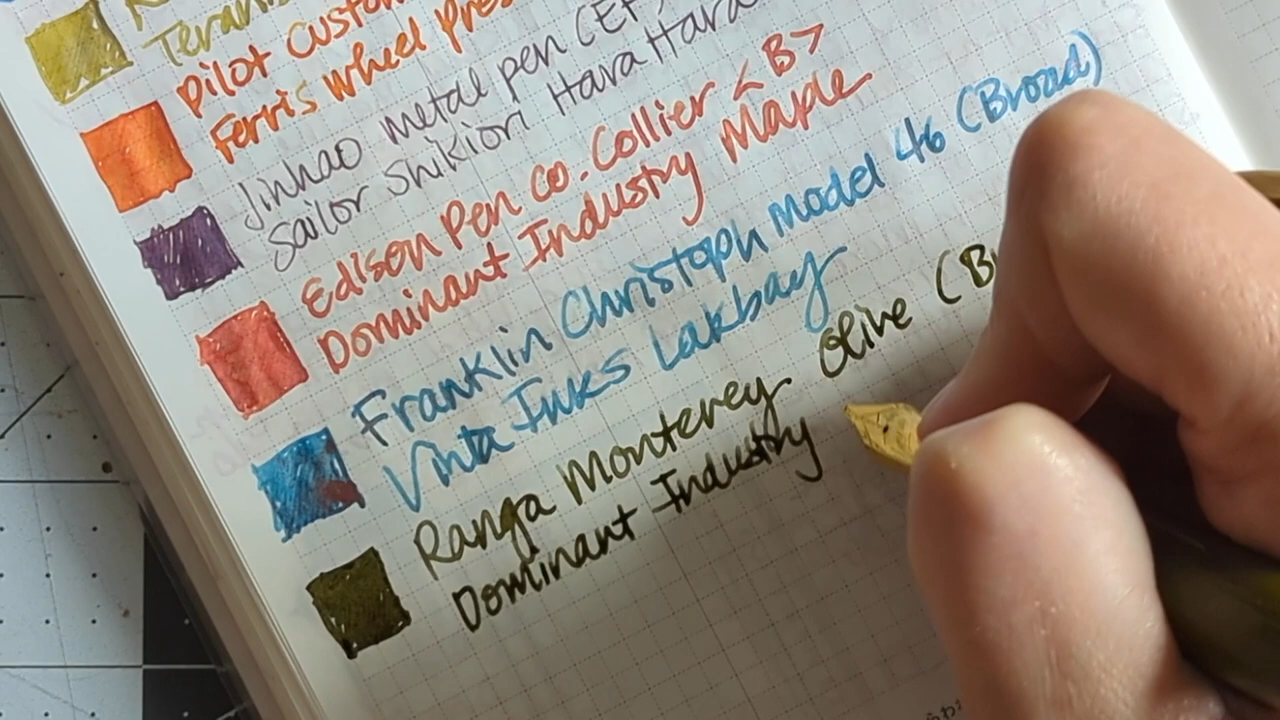 Pilot Custom
Ferris Wheel Pres
Jinhao metal pen (EF)
Sailor Shikiori Hara Hara
Edison Pen Co. Collier <B>
Dominant Industry Maple
Franklin Christoph Model 46 (Broad)
Vinta Inks Lakbay
Ranga Monterey Olive (B
Dominant Industry